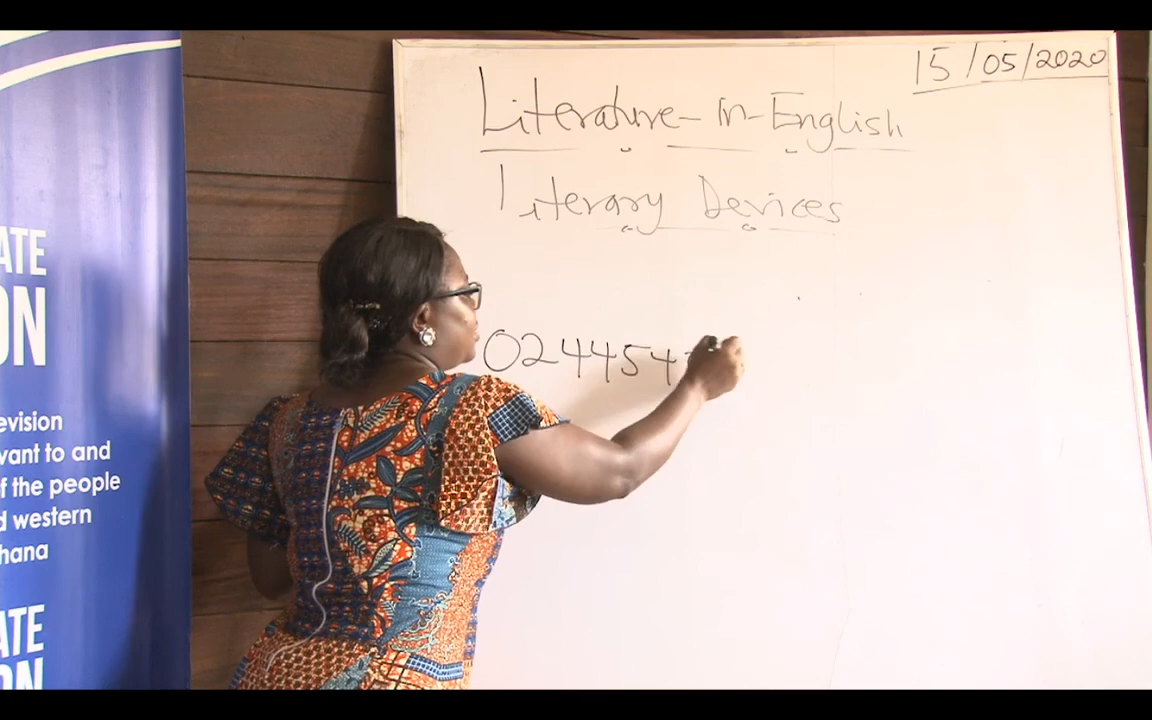 ATE
ON
evision
vant to and
f the people
d western
hana
ATE
ON
15/05/2020
Literature-In-English
Literary Devices
024454